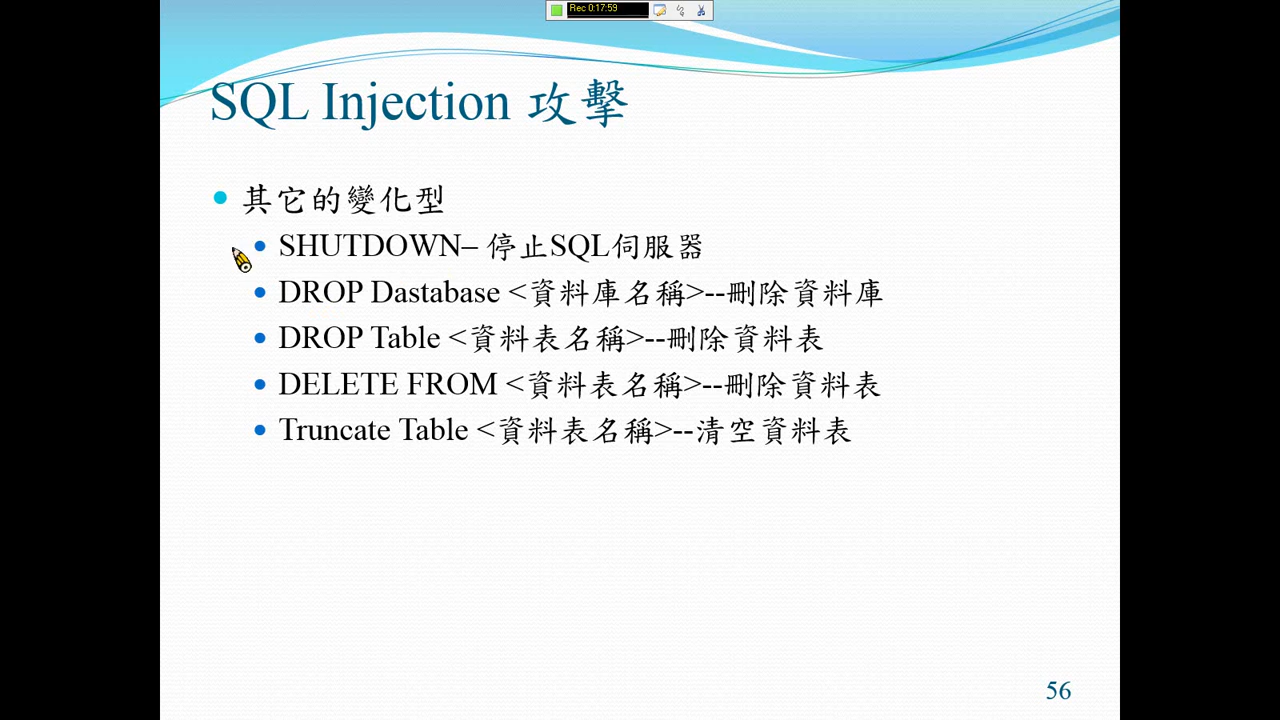 Rec 0:17:59
SQL Injection 攻擊
其它的變化型
SHUTDOWN– 停止SQL伺服器
DROP Dastabase <資料庫名稱>--刪除資料庫
DROP Table <資料表名稱>--刪除資料表
DELETE FROM <資料表名稱>--刪除資料表
Truncate Table <資料表名稱>--清空資料表
56